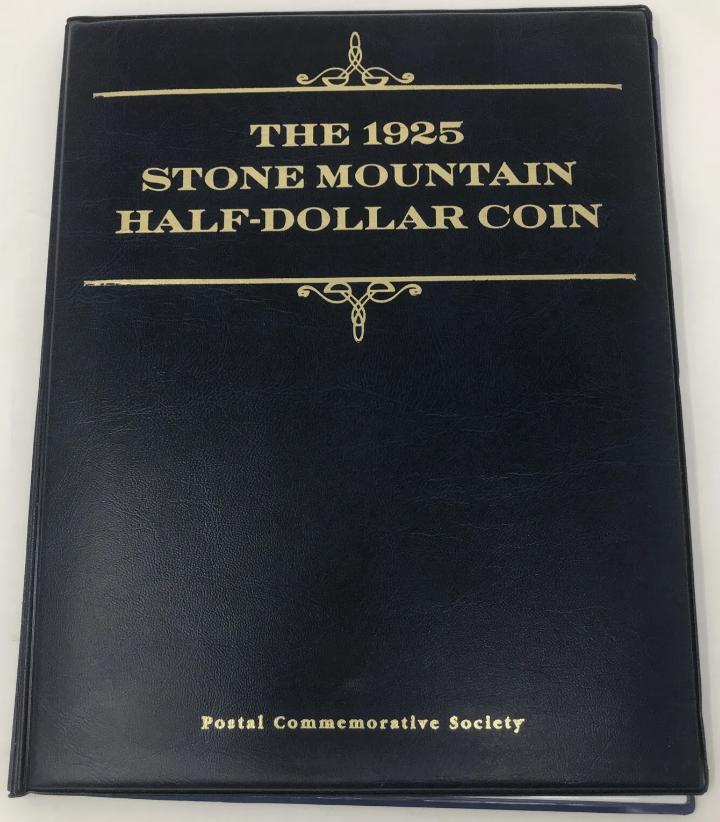 THE 1925
STONE MOUNTAIN
HALF-DOLLAR COIN
Postal Commemorative Society